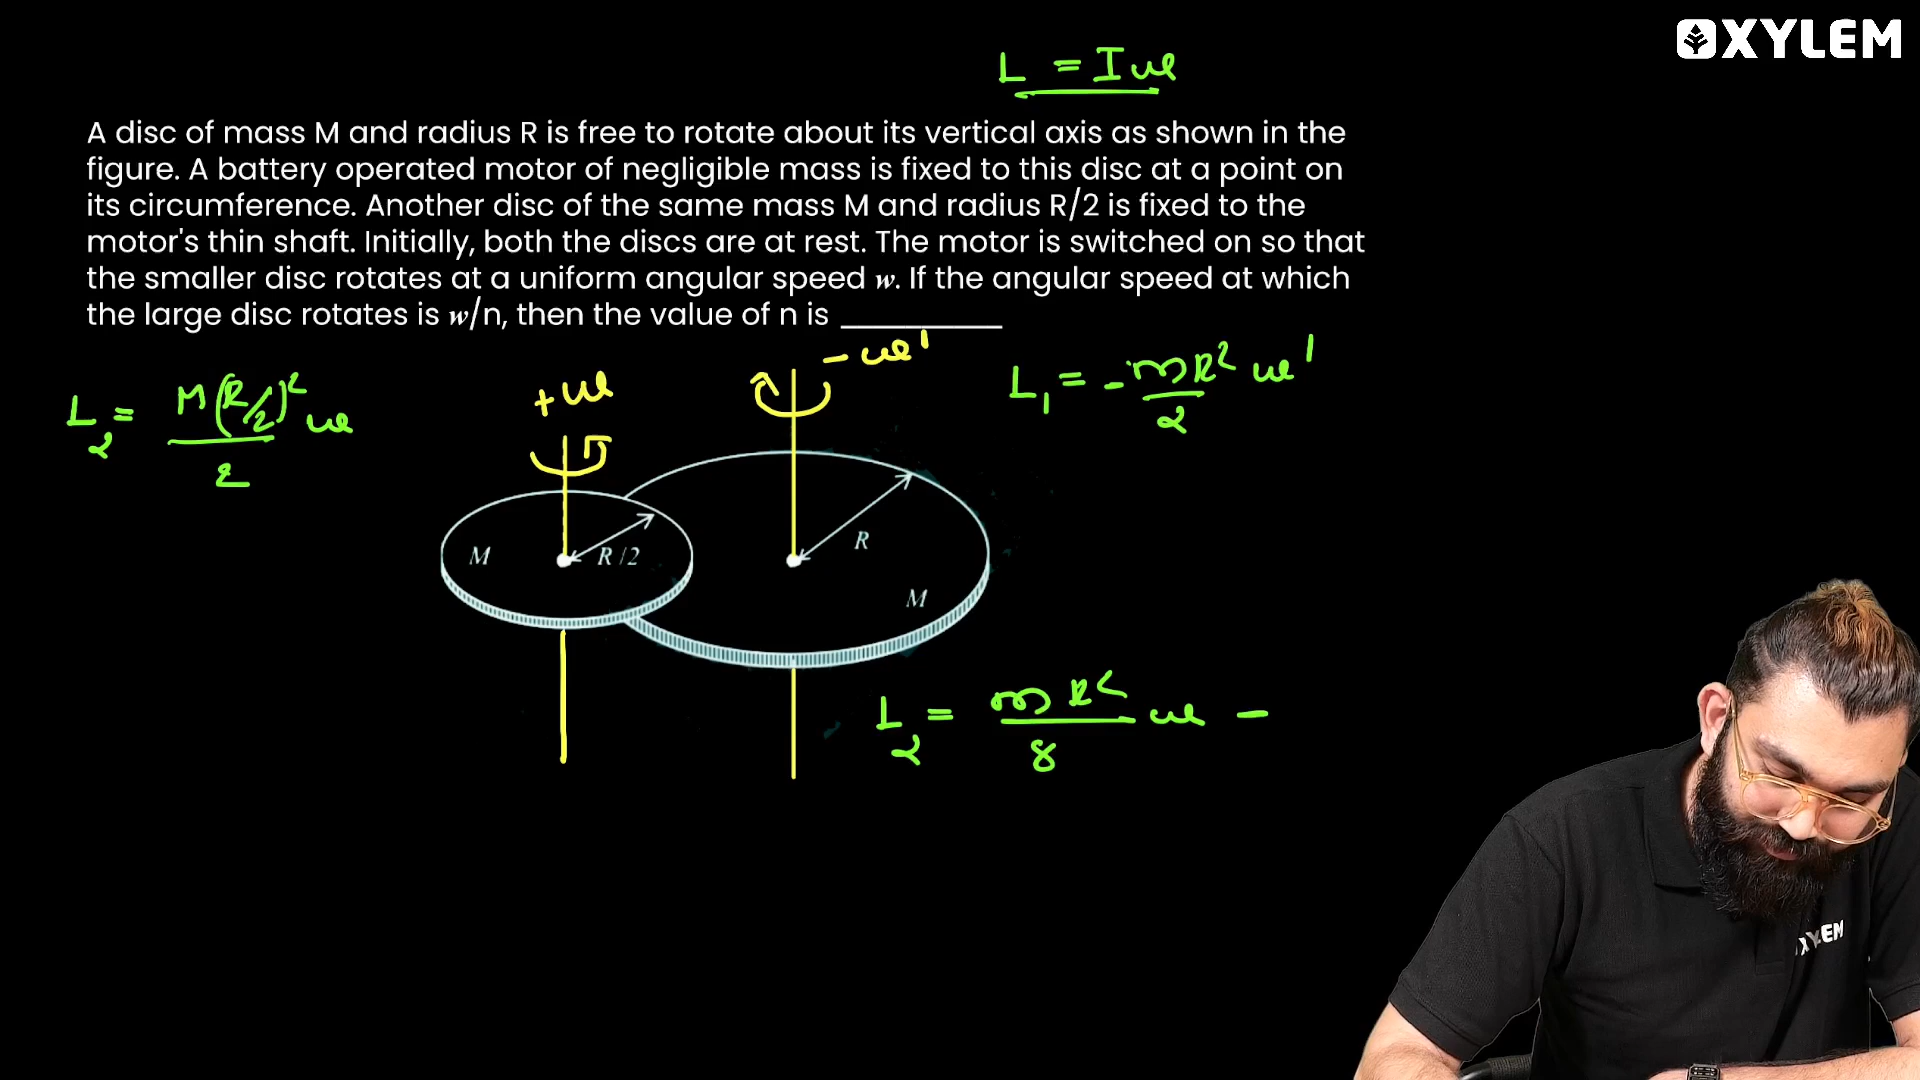 XYLEM
L = Iω
A disc of mass M and radius R is free to rotate about its vertical axis as shown in the
figure. A battery operated motor of negligible mass is fixed to this disc at a point on
its circumference. Another disc of the same mass M and radius R/2 is fixed to the
motor's thin shaft. Initially, both the discs are at rest. The motor is switched on so that
the smaller disc rotates at a uniform angular speed w. If the angular speed at which
the large disc rotates is w/n, then the value of n is ___________
L₂ = M(R/2)² ω / 2
+ω
-ω'
L₁ = - mR² ω' / 2
M
R/2
R
M
L₂ = mR² ω / 8 -
XYLEM